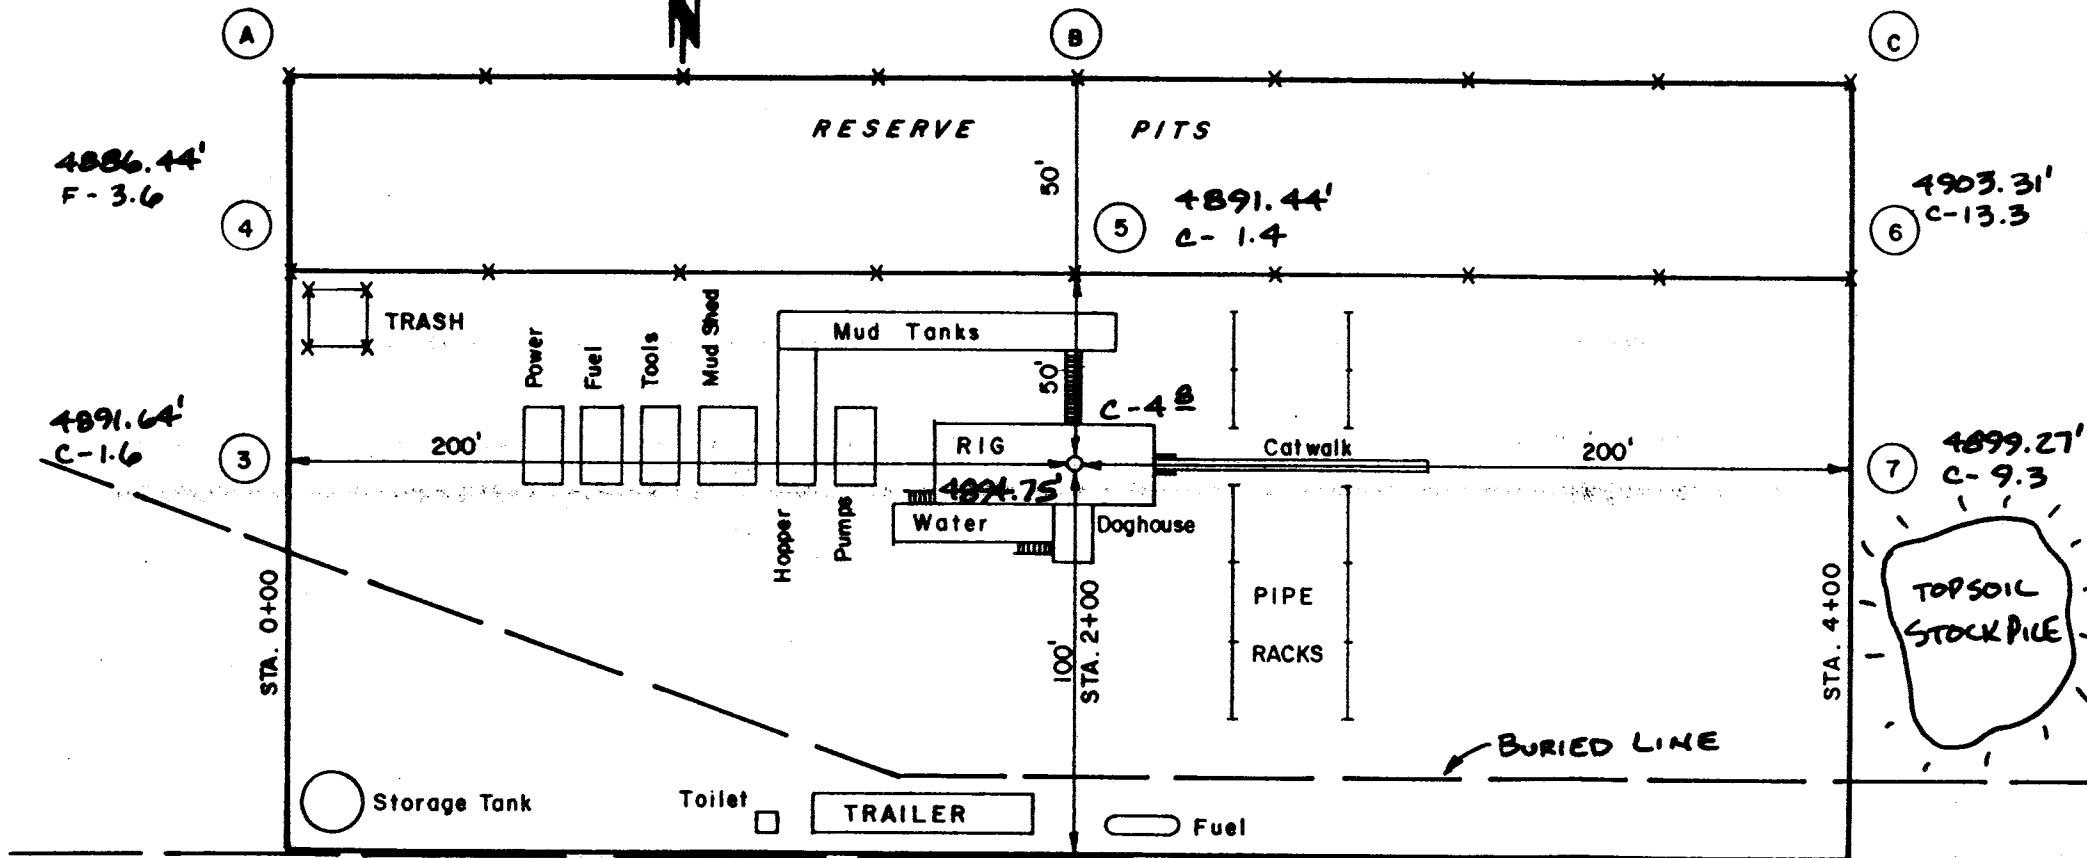 N
A
B
C
RESERVE PITS
4886.44'
F - 3.6
50'
4891.44'
C - 1.4
4903.31'
C-13.3
4
5
6
TRASH
Power
Fuel
Tools
Mud Shed
Mud Tanks
50'
C - 4 8
4891.64'
C-1.6
3
200'
RIG
Catwalk
200'
7
4899.27'
C- 9.3
4894.75'
Water
Doghouse
Hopper
Pumps
STA. 0+00
100'
STA. 2+00
PIPE
RACKS
STA. 4+00
TOPSOIL
STOCKPILE
BURIED LINE
Storage Tank
Toilet
TRAILER
Fuel